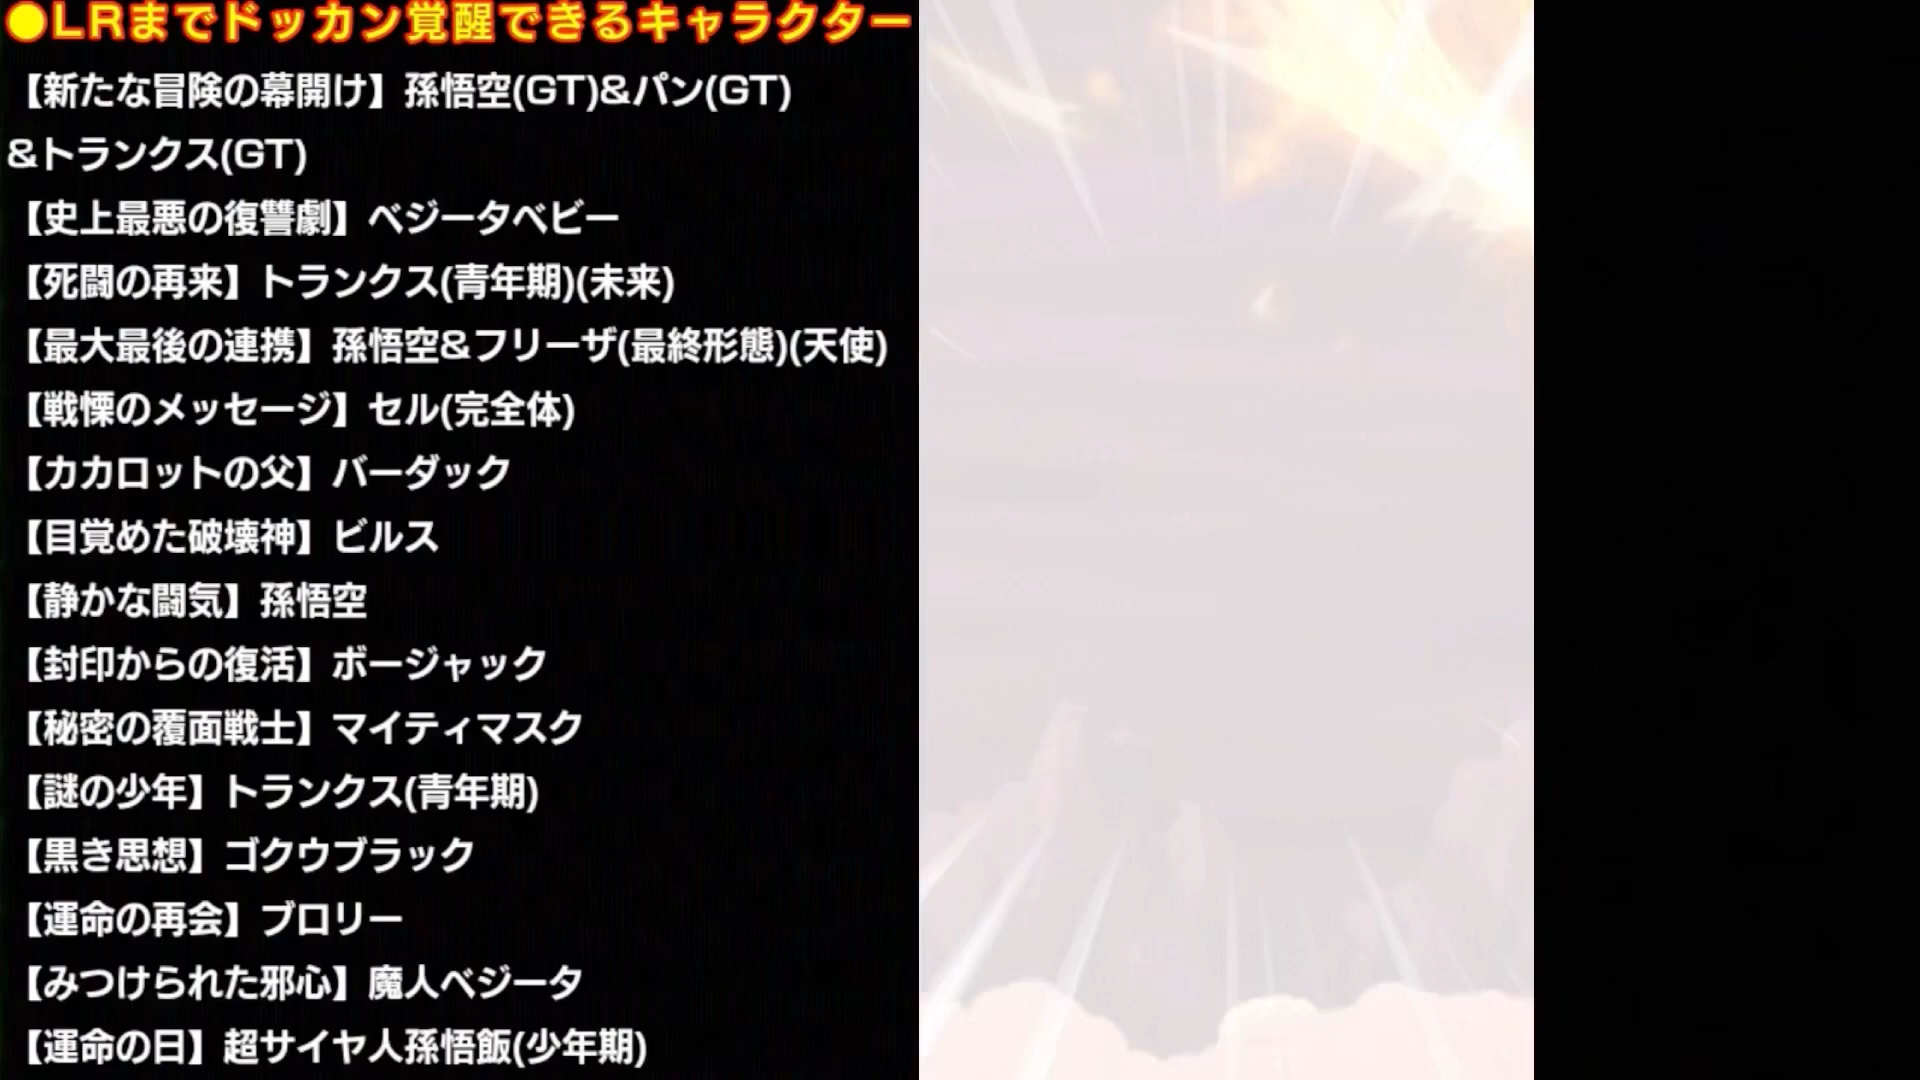 ●LRまでドッカン覚醒できるキャラクター
【新たな冒険の幕開け】孫悟空(GT)&パン(GT)
&トランクス(GT)
【史上最悪の復讐劇】ベジータベビー
【死闘の再来】トランクス(青年期)(未来)
【最大最後の連携】孫悟空&フリーザ(最終形態)(天使)
【戦慄のメッセージ】セル(完全体)
【カカロットの父】バーダック
【目覚めた破壊神】ビルス
【静かな闘気】孫悟空
【封印からの復活】ボージャック
【秘密の覆面戦士】マイティマスク
【謎の少年】トランクス(青年期)
【黒き思想】ゴクウブラック
【運命の再会】ブロリー
【みつけられた邪心】魔人ベジータ
【運命の日】超サイヤ人孫悟飯(少年期)